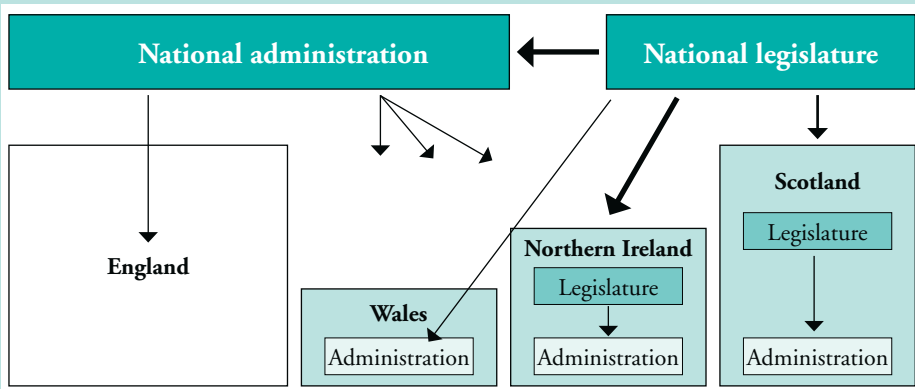 National administration
National legislature
England
Wales
Administration
Northern Ireland
Legislature
Administration
Scotland
Legislature
Administration